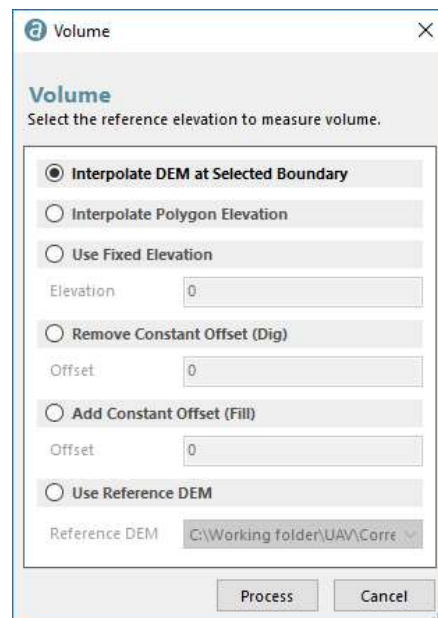 Volume
Volume
Select the reference elevation to measure volume.
Interpolate DEM at Selected Boundary
Interpolate Polygon Elevation
Use Fixed Elevation
Elevation 0
Remove Constant Offset (Dig)
Offset 0
Add Constant Offset (Fill)
Offset 0
Use Reference DEM
Reference DEM C:\Working folder\UAV\Corre
Process Cancel